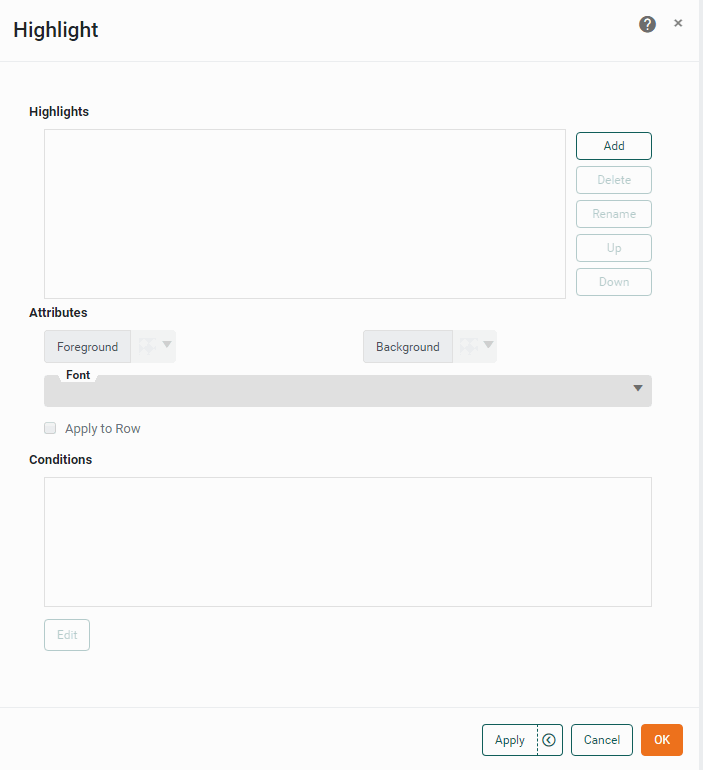 Highlight
Highlights
Add
Delete
Rename
Up
Down
Attributes
Foreground
Background
Font
Apply to Row
Conditions
Edit
Apply
Cancel
OK